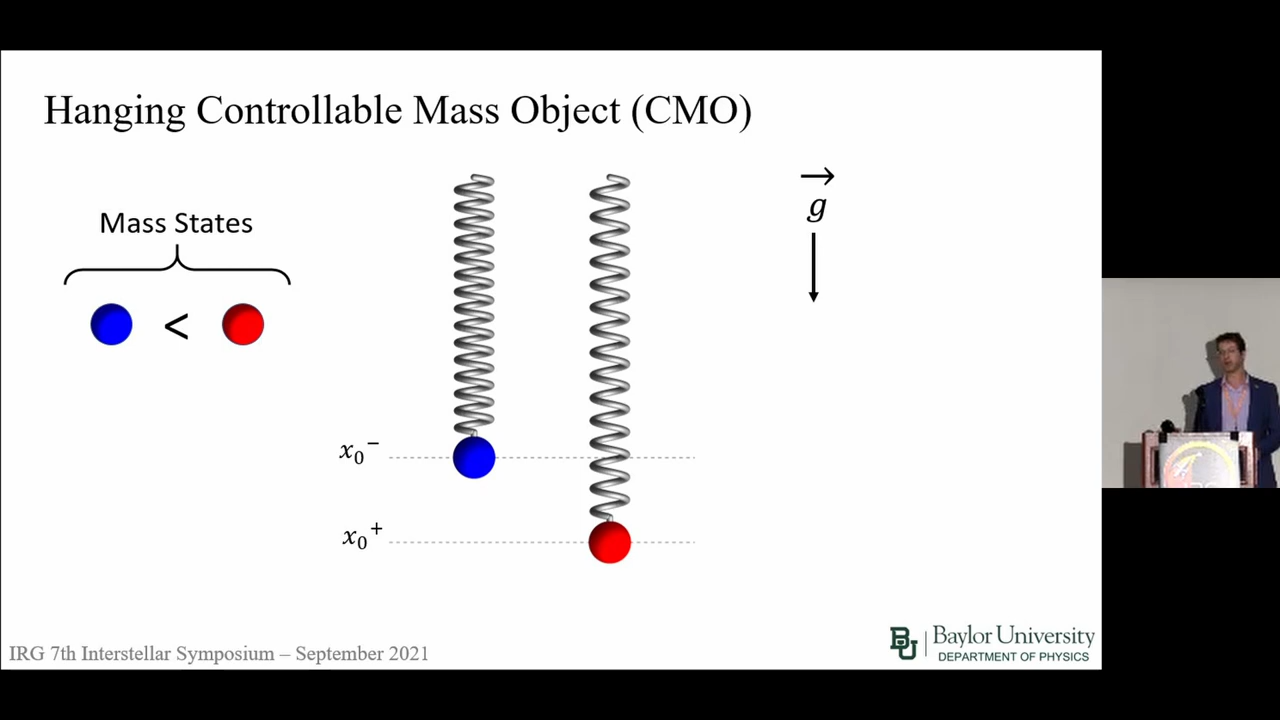 Hanging Controllable Mass Object (CMO)
Mass States
<
g
x₀⁻
x₀⁺
IRG 7th Interstellar Symposium – September 2021
BU
Baylor University
DEPARTMENT OF PHYSICS